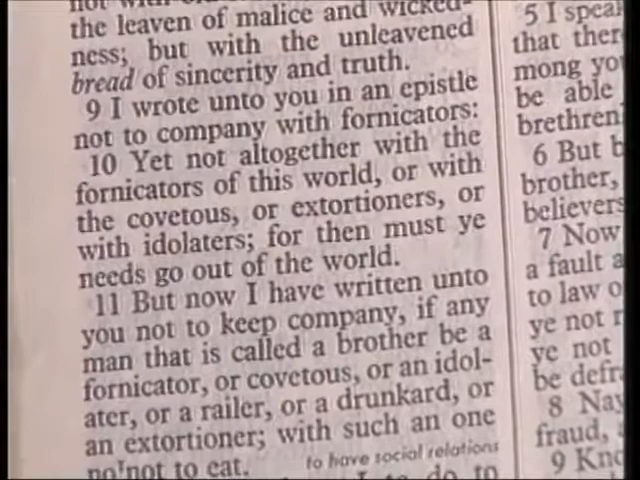 the leaven of malice and wicked-
ness; but with the unleavened
bread of sincerity and truth.
9 I wrote unto you in an epistle
not to company with fornicators:
10 Yet not altogether with the
fornicators of this world, or with
the covetous, or extortioners, or
with idolaters; for then must ye
needs go out of the world.
11 But now I have written unto
you not to keep company, if any
man that is called a brother be a
fornicator, or covetous, or an idol-
ater, or a railer, or a drunkard, or
an extortioner; with such an one
no not to eat.
to have social relations
to do to
5 I
that
mong
be able
brethren
6 But
brother,
believers
7 Now
a fault
to law
ye not
ye not
be
8
fraud,
9